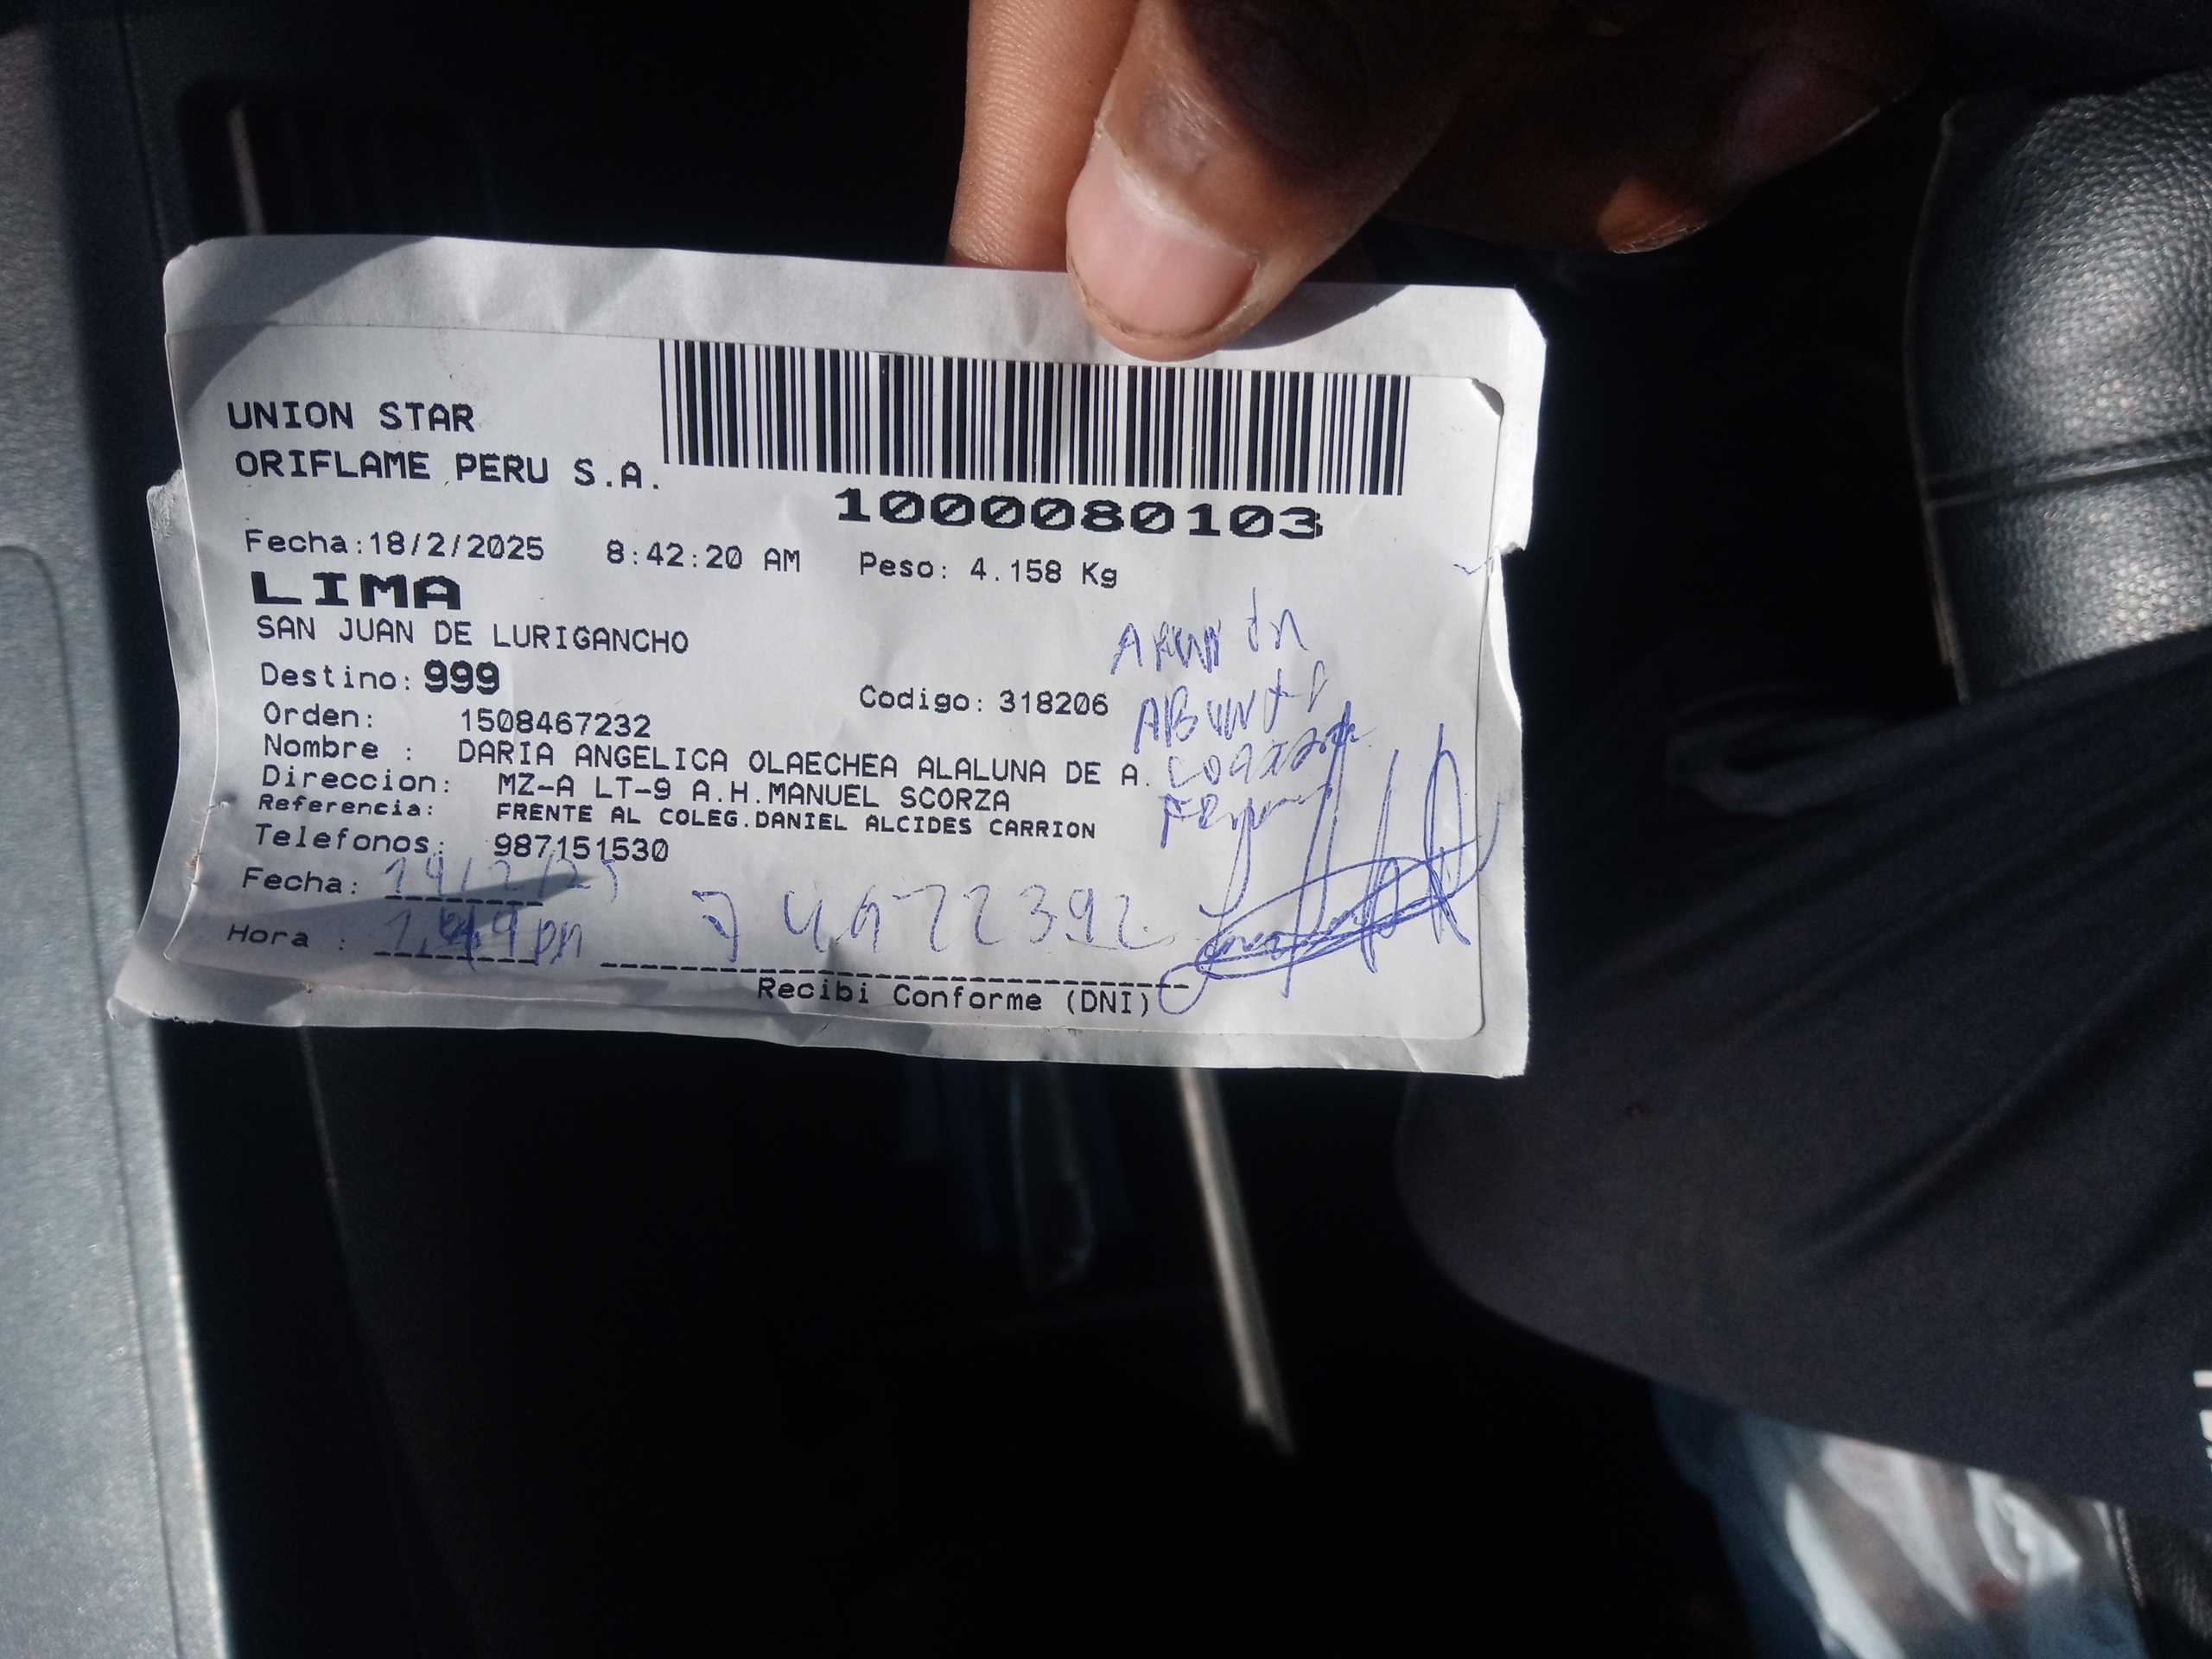 UNION STAR
ORIFLAME PERU S.A.
1000080103
Fecha:18/2/2025 8:42:20 AM Peso: 4.158 Kg
LIMA
SAN JUAN DE LURIGANCHO
Destino: 999
Codigo: 318206
Orden: 1508467232
Nombre : DARIA ANGELICA OLAECHEA ALALUNA DE A.
Direccion: MZ-A LT-9 A.H.MANUEL SCORZA
Referencia: FRENTE AL COLEG.DANIEL ALCIDES CARRION
Telefonos: 987151530
Fecha:
Hora : pm
Recibi Conforme (DNI)